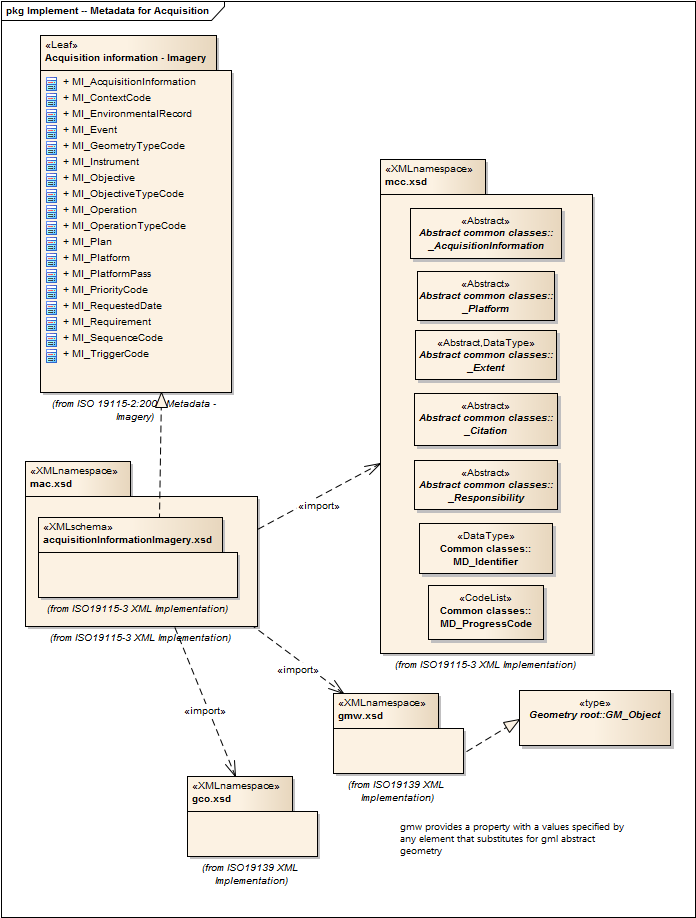 pkg Implement -- Metadata for Acquisition
«Leaf»
Acquisition information - Imagery
+ MI_AcquisitionInformation
+ MI_ContextCode
+ MI_EnvironmentalRecord
+ MI_Event
+ MI_GeometryTypeCode
+ MI_Instrument
+ MI_Objective
+ MI_ObjectiveTypeCode
+ MI_Operation
+ MI_OperationTypeCode
+ MI_Plan
+ MI_Platform
+ MI_PlatformPass
+ MI_PriorityCode
+ MI_RequestedDate
+ MI_Requirement
+ MI_SequenceCode
+ MI_TriggerCode
(from ISO 19115-2:200 Metadata -
Imagery)
«XMLnamespace»
mcc.xsd
«Abstract»
Abstract common classes::
_AcquisitionInformation
«Abstract»
Abstract common classes::
_Platform
«Abstract,DataType»
Abstract common classes::
_Extent
«Abstract»
Abstract common classes::
_Citation
«Abstract»
Abstract common classes::
_Responsibility
«DataType»
Common classes::
MD_Identifier
«CodeList»
Common classes::
MD_ProgressCode
(from ISO19115-3 XML Implementation)
«XMLnamespace»
mac.xsd
«XMLschema»
acquisitionInformationImagery.xsd
(from ISO19115-3 XML Implementation)
(from ISO19115-3 XML Implementation)
«import»
«import»
«import»
«XMLnamespace»
gmw.xsd
(from ISO19139 XML
Implementation)
«type»
Geometry root::GM_Object
«XMLnamespace»
gco.xsd
(from ISO19139 XML
Implementation)
gmw provides a property with a values specified by
any element that substitutes for gml abstract
geometry